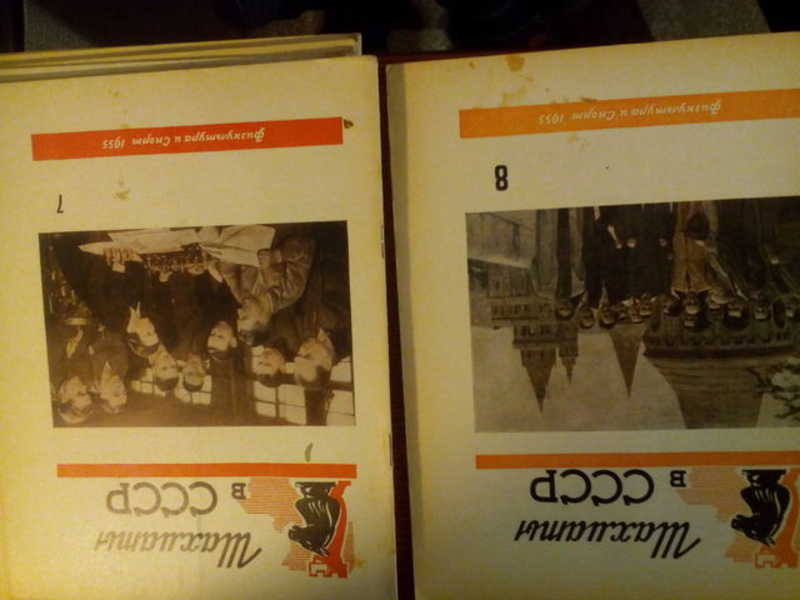 Шахматы
в СССР
7
Физкультура и Спорт 1955
Шахматы
в СССР
8
Физкультура и Спорт 1955